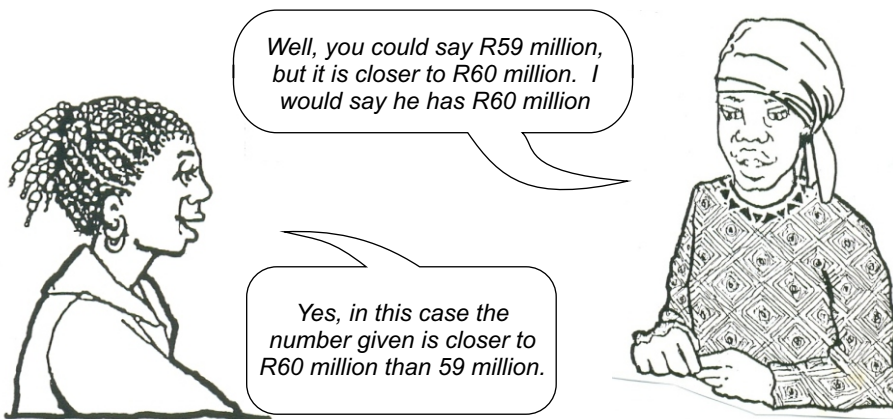 Well, you could say R59 million,
but it is closer to R60 million.  I
would say he has R60 million
Yes, in this case the
number given is closer to
R60 million than 59 million.